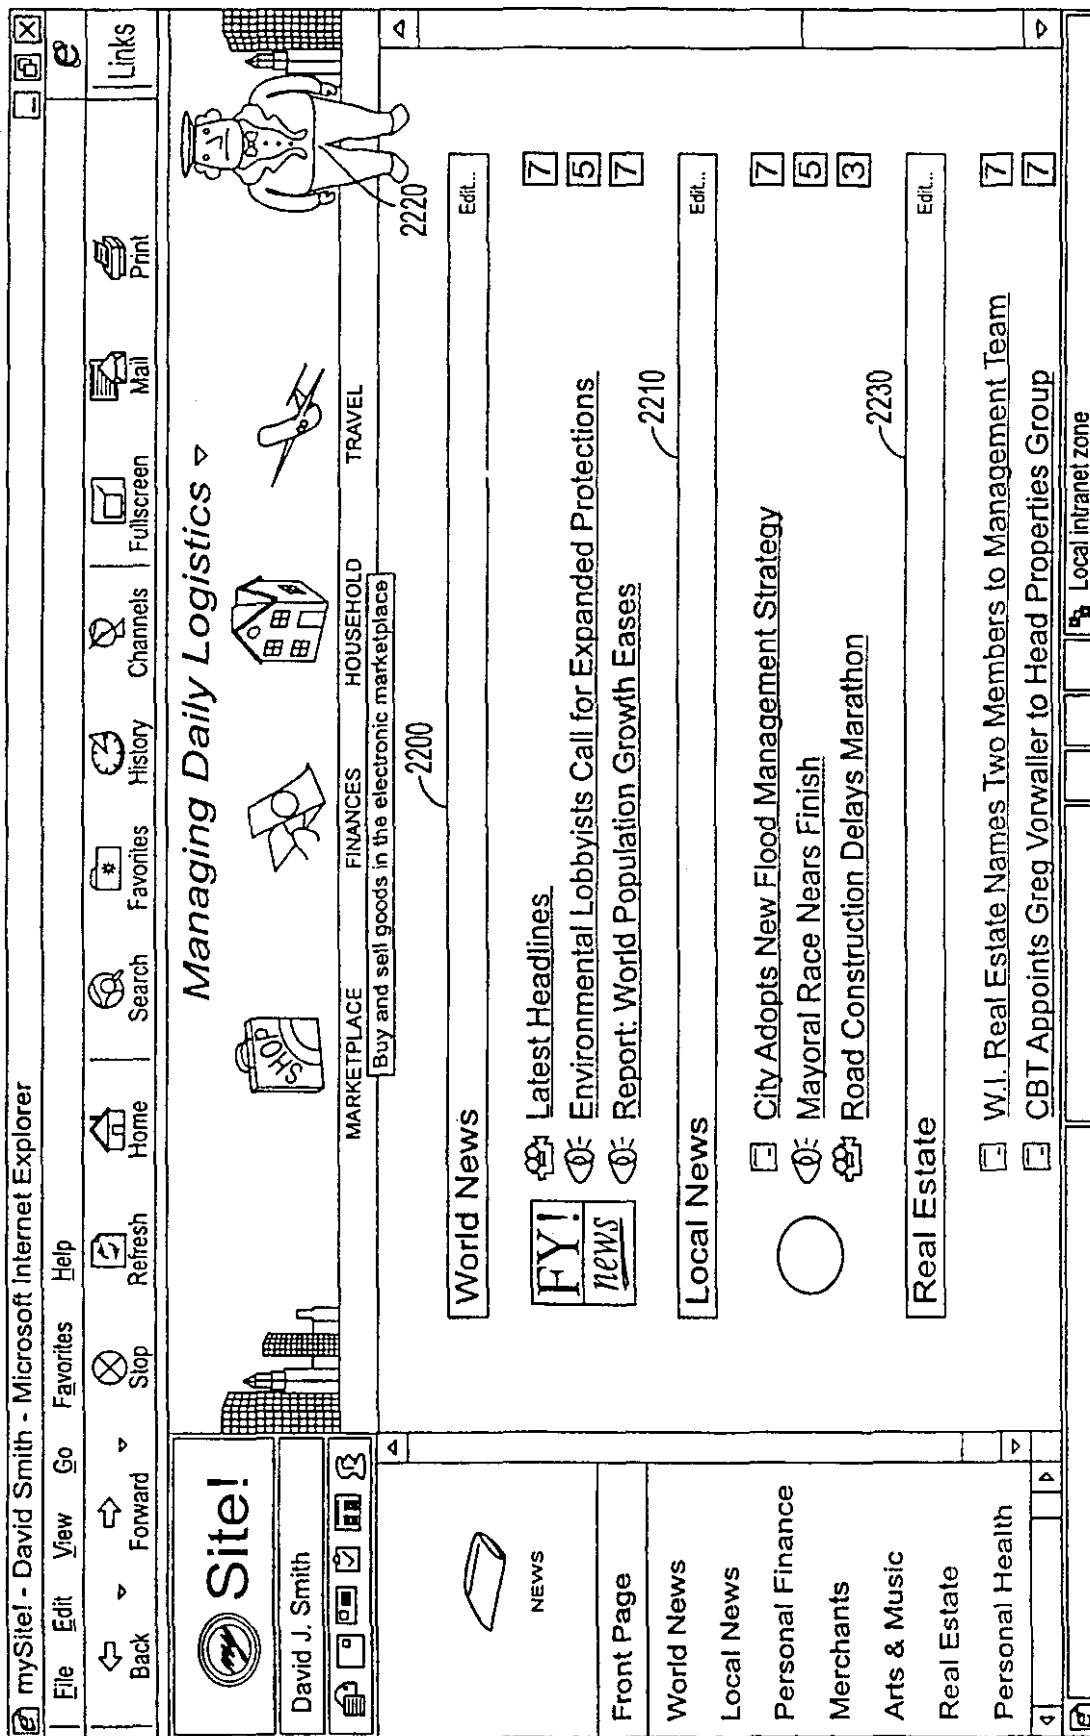 mySite! - David Smith - Microsoft Internet Explorer
File Edit View Go Favorites Help
Back Forward Stop Refresh Home Search Favorites History Channels Fullscreen Mail Print Links
my Site!
David J. Smith
Managing Daily Logistics
SHOP
MARKETPLACE FINANCES HOUSEHOLD TRAVEL
Buy and sell goods in the electronic marketplace
2220
2200
NEWS
Front Page
World News
Local News
Personal Finance
Merchants
Arts & Music
Real Estate
Personal Health
World News Edit...
FY!
news
Latest Headlines 7
Environmental Lobbyists Call for Expanded Protections 5
Report: World Population Growth Eases 7
2210
Local News Edit...
City Adopts New Flood Management Strategy 7
Mayoral Race Nears Finish 5
Road Construction Delays Marathon 3
2230
Real Estate Edit...
W.I. Real Estate Names Two Members to Management Team 7
CBT Appoints Greg Vorwaller to Head Properties Group 7
Local intranet zone